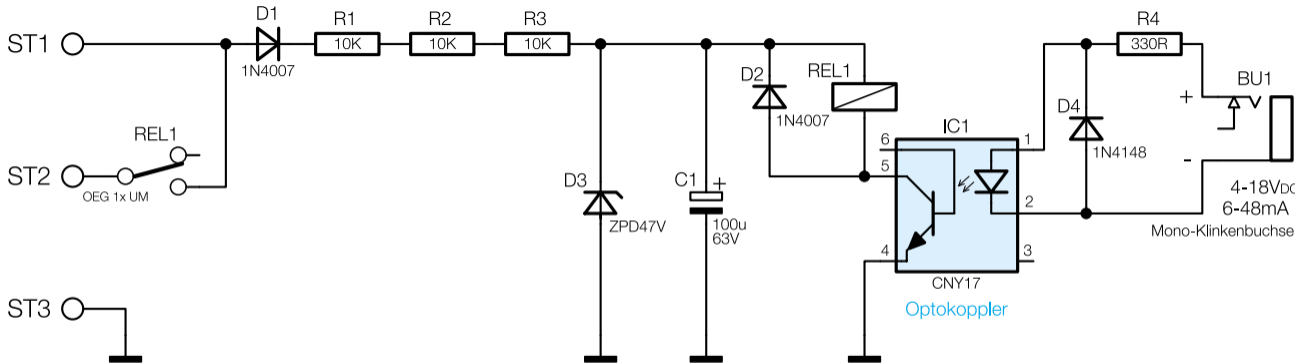 ST1
D1
1N4007
R1
10K
R2
10K
R3
10K
D2
1N4007
REL1
R4
330R
BU1
+
-
D4
1N4148
IC1
6
5
4
1
2
3
CNY17
Optokoppler
4-18VDC
6-48mA
Mono-Klinkenbuchse
ST2
REL1
OEG 1x UM
D3
ZPD47V
C1
+
100u
63V
ST3